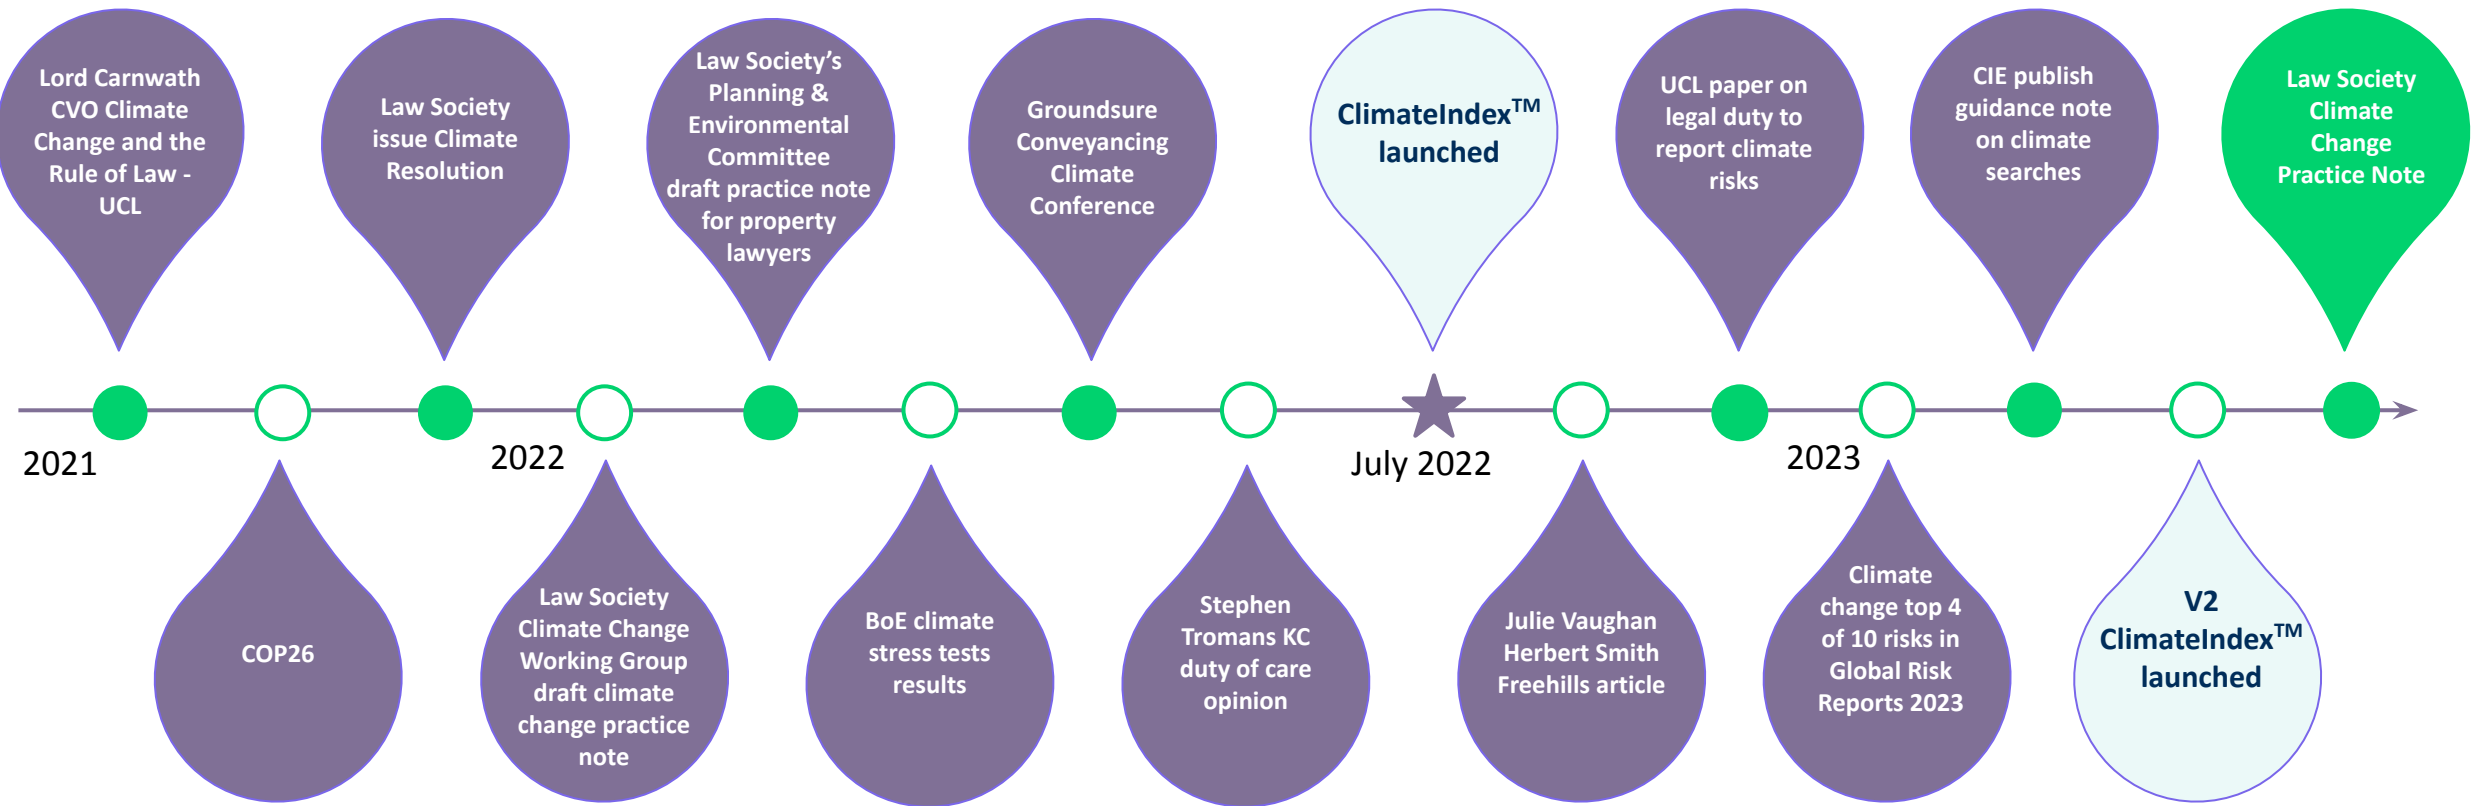 Lord Carnwath
CVO Climate
Change and the
Rule of Law -
UCL
Law Society
issue Climate
Resolution
Law Society’s
Planning &
Environmental
Committee
draft practice note
for property
lawyers
Groundsure
Conveyancing
Climate
Conference
ClimateIndex™
launched
UCL paper on
legal duty to
report climate
risks
CIE publish
guidance note
on climate
searches
Law Society
Climate
Change
Practice Note
2021
2022
July 2022
2023
COP26
Law Society
Climate Change
Working Group
draft climate
change practice
note
BoE climate
stress tests
results
Stephen
Tromans KC
duty of care
opinion
Julie Vaughan
Herbert Smith
Freehills article
Climate
change top 4
of 10 risks in
Global Risk
Reports 2023
V2
ClimateIndex™
launched